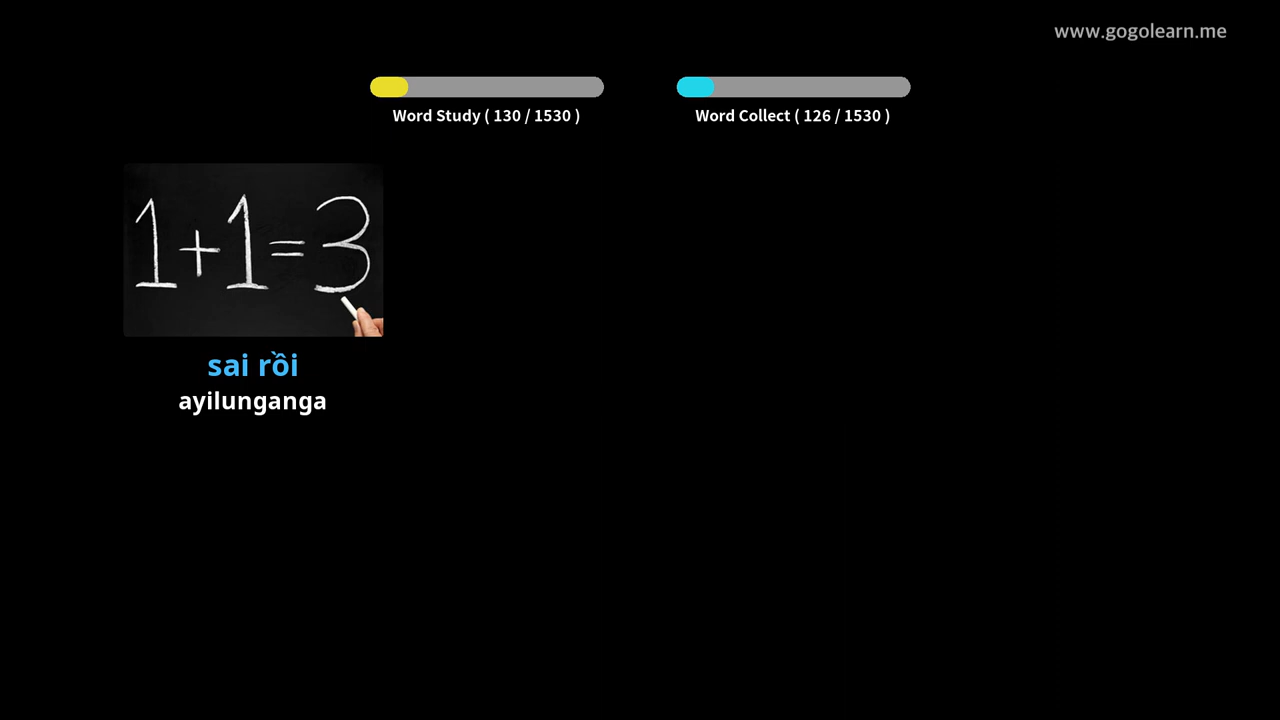 www.gogolearn.me
Word Study ( 130 / 1530 )
Word Collect ( 126 / 1530 )
1+1=3
sai rồi
ayilunganga